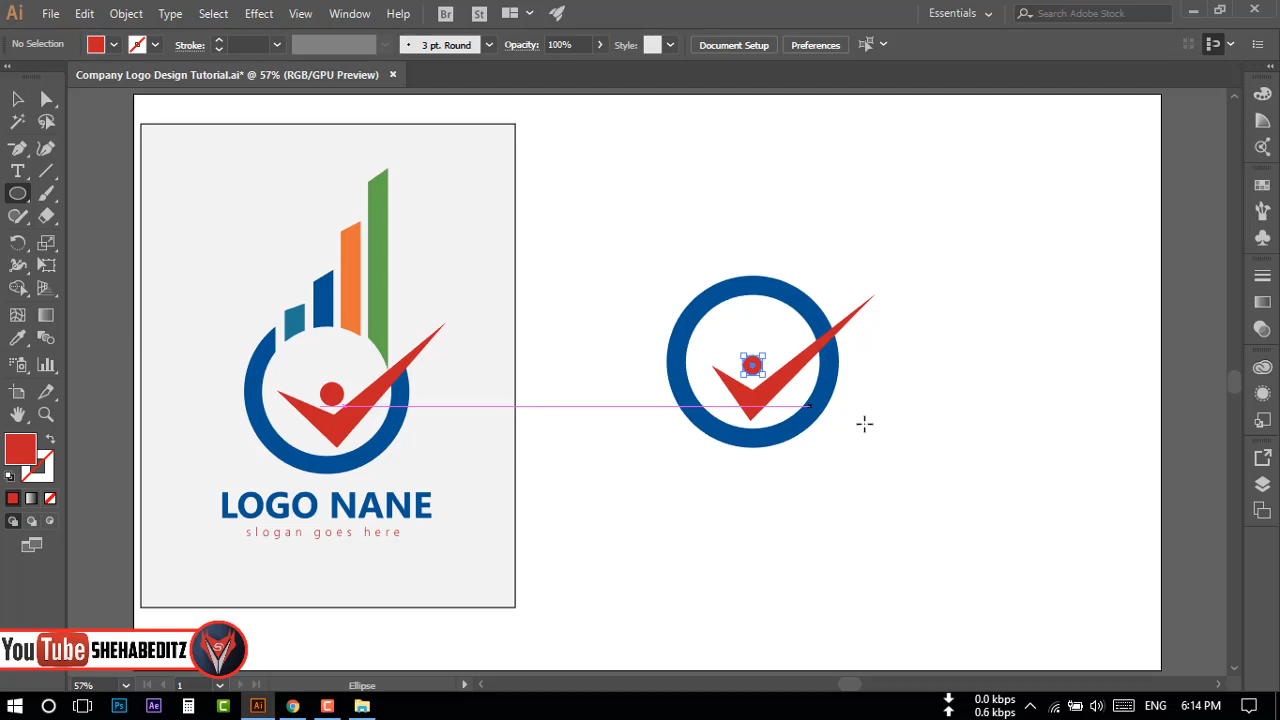 Ai File Edit Object Type Select Effect View Window Help Br St Essentials Search Adobe Stock
No Selection Stroke: 3 pt. Round Opacity: 100% Style: Document Setup Preferences
Company Logo Design Tutorial.ai* @ 57% (RGB/GPU Preview)
LOGO NANE
slogan goes here
YouTube SHEHABEDITZ
57% 1 Ellipse
Ps Ae C Ai C 0.0 kbps
0.6 kbps ENG 6:14 PM